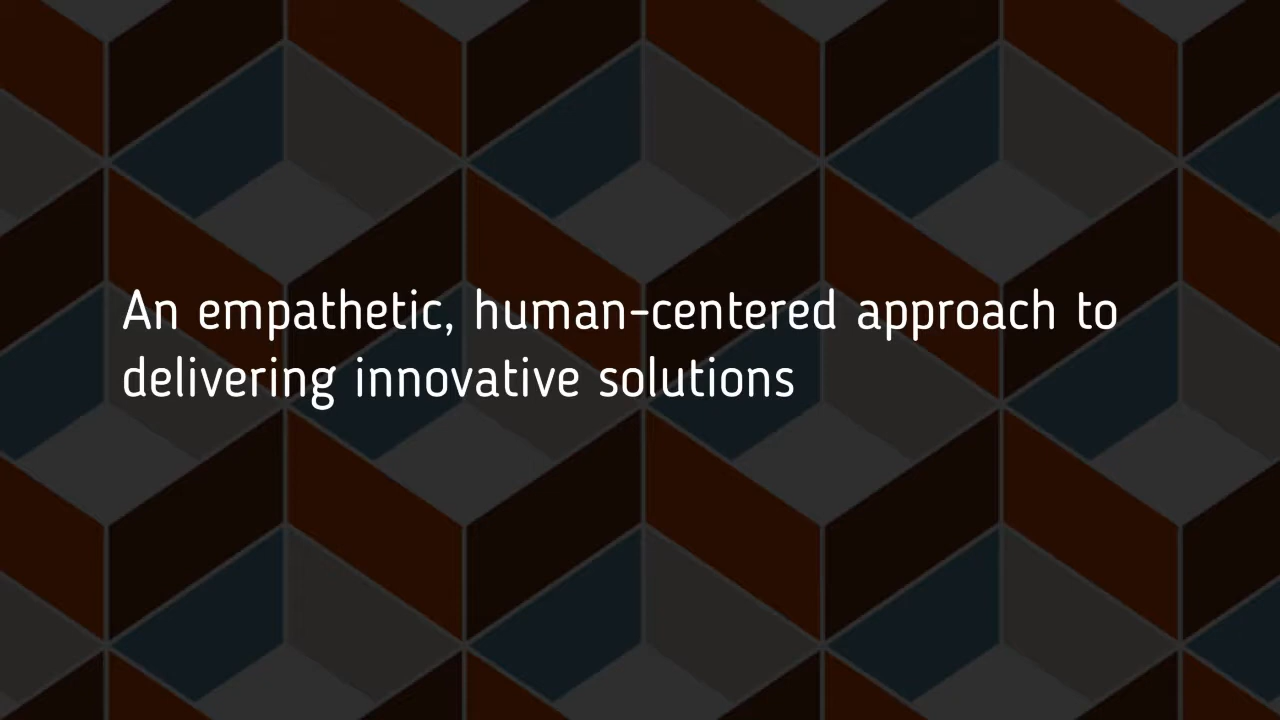 An empathetic, human-centered approach to
delivering innovative solutions